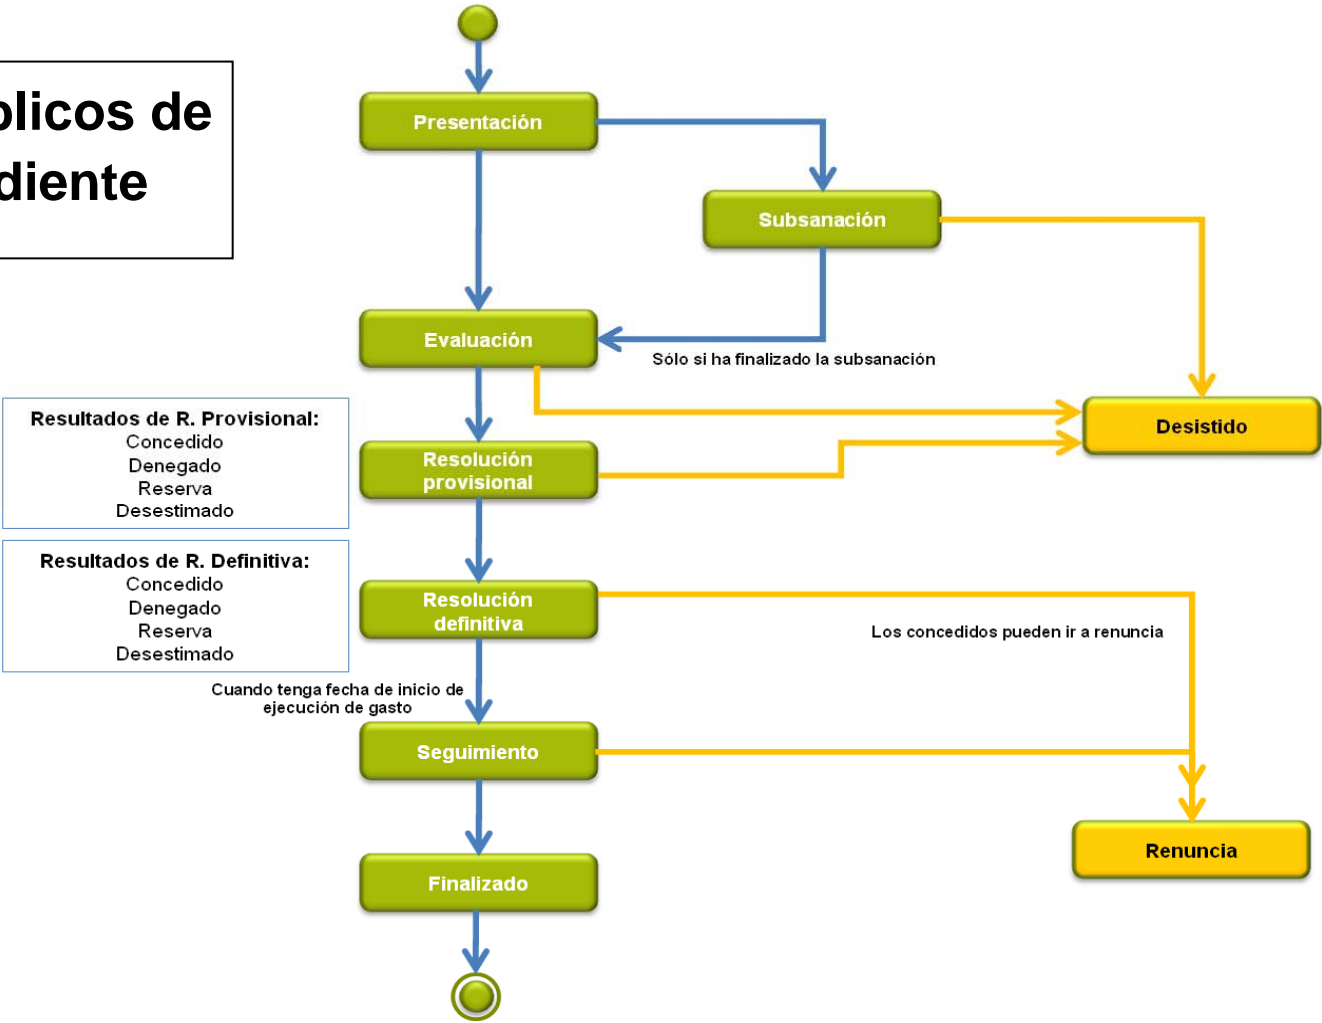 blicos de
diente
Presentación
Subsanación
Evaluación
Sólo si ha finalizado la subsanación
Resultados de R. Provisional:
Concedido
Denegado
Reserva
Desestimado
Desistido
Resolución
provisional
Resultados de R. Definitiva:
Concedido
Denegado
Reserva
Desestimado
Resolución
definitiva
Los concedidos pueden ir a renuncia
Cuando tenga fecha de inicio de
ejecución de gasto
Seguimiento
Renuncia
Finalizado